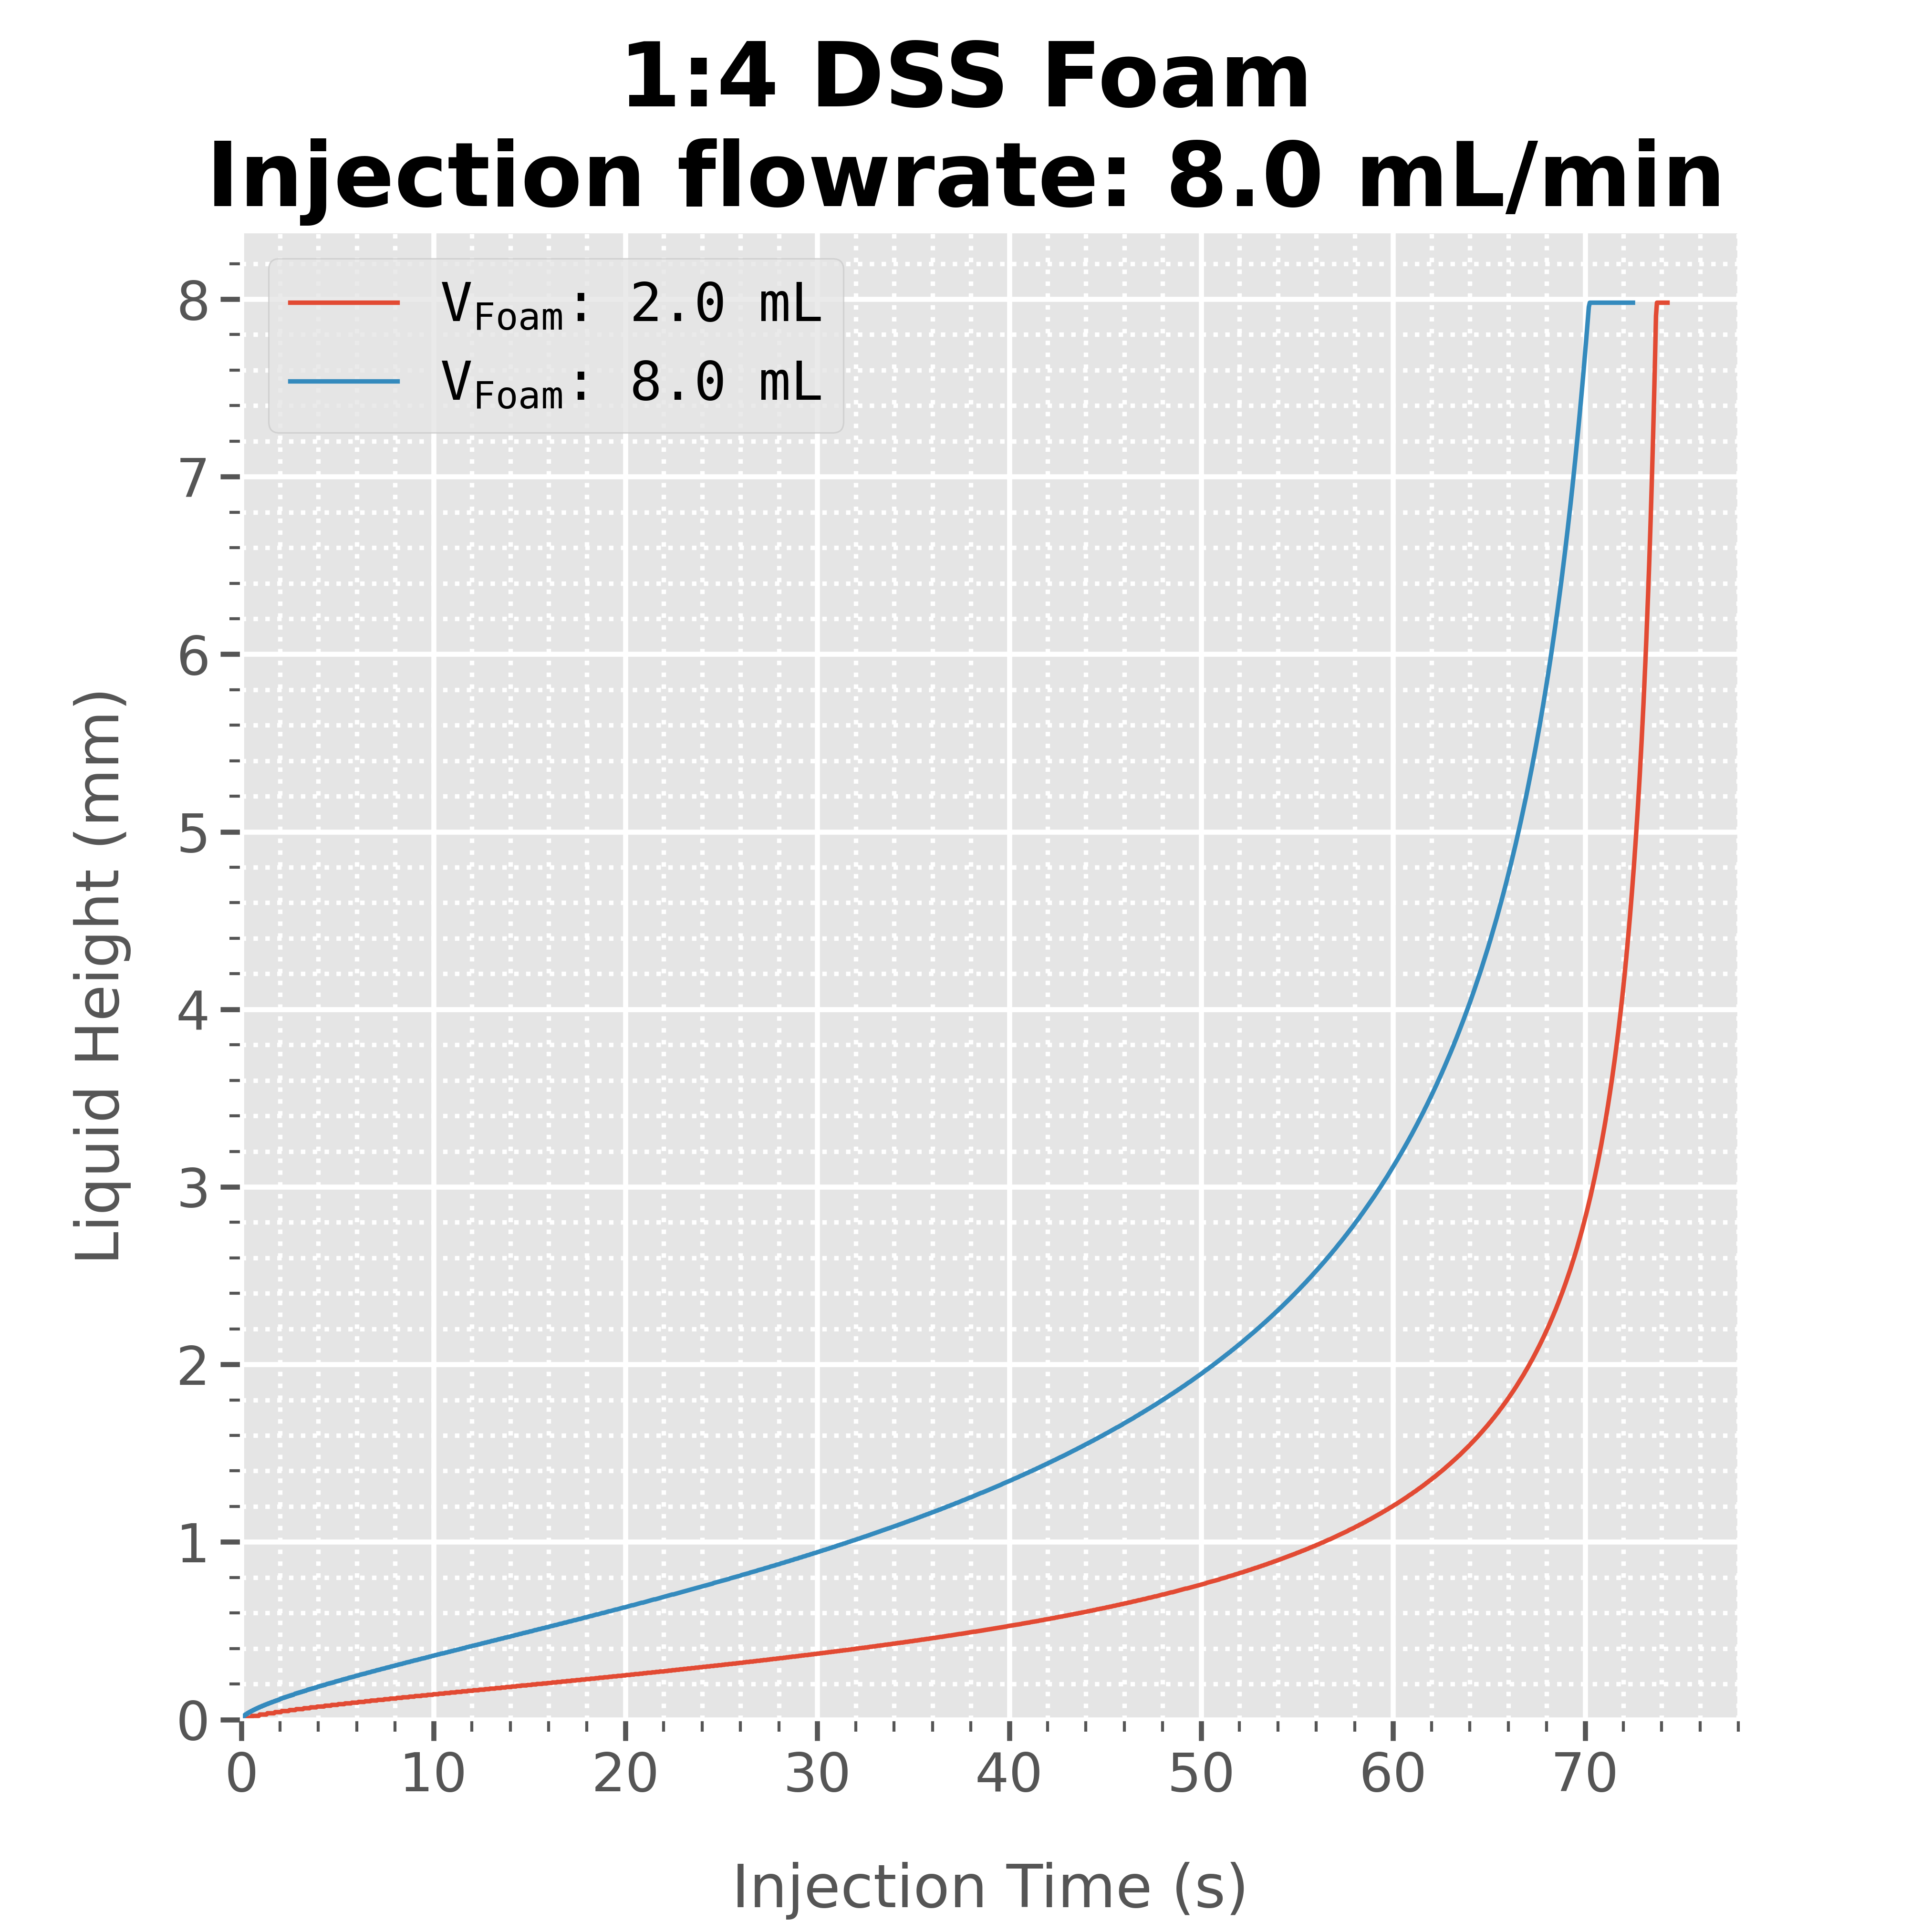 1:4 DSS Foam
Injection flowrate: 8.0 mL/min
V_Foam: 2.0 mL
V_Foam: 8.0 mL
8
7
6
5
4
3
2
1
0
Liquid Height (mm)
0 10 20 30 40 50 60 70
Injection Time (s)